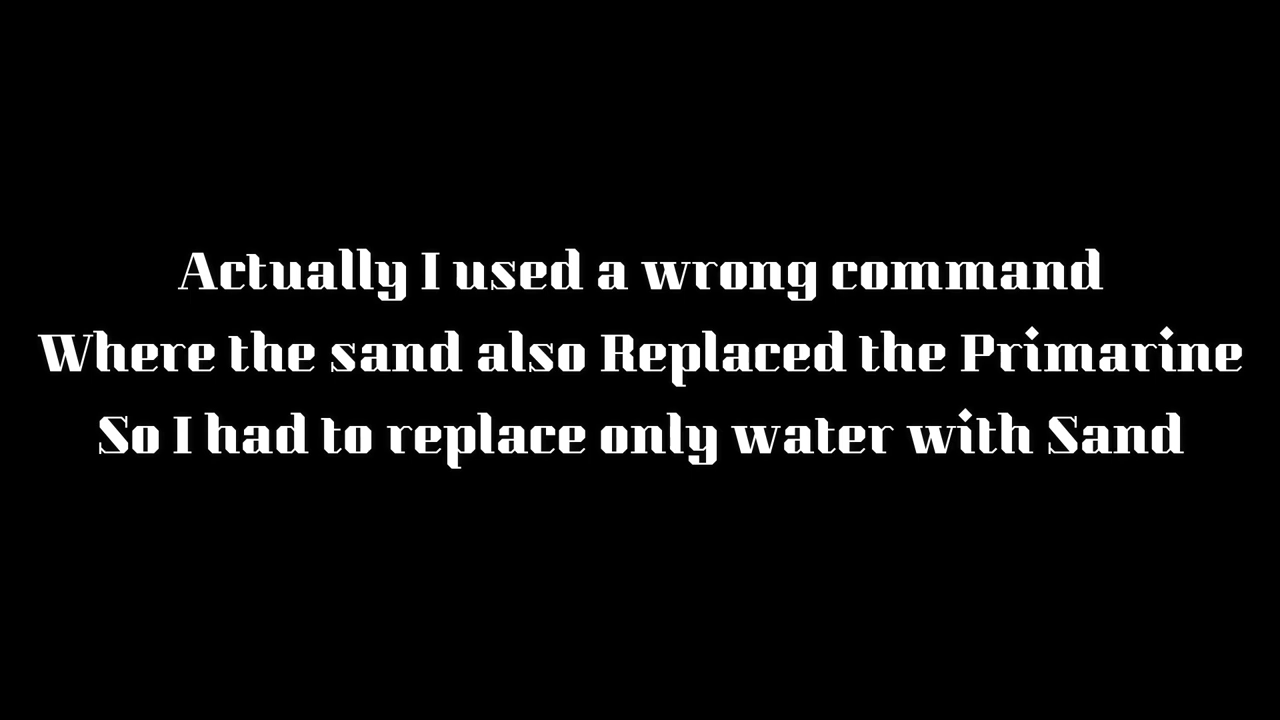 Actually I used a wrong command
Where the sand also Replaced the Primarine
So I had to replace only water with Sand